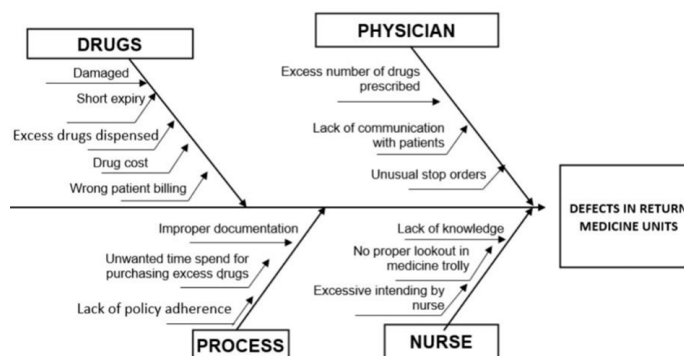 DRUGS
Damaged
Short expiry
Excess drugs dispensed
Drug cost
Wrong patient billing
PHYSICIAN
Excess number of drugs
prescribed
Lack of communication
with patients
Unusual stop orders
DEFECTS IN RETURN
MEDICINE UNITS
Improper documentation
Unwanted time spend for
purchasing excess drugs
Lack of policy adherence
PROCESS
Lack of knowledge
No proper lookout in
medicine trolly
Excessive intending by
nurse
NURSE